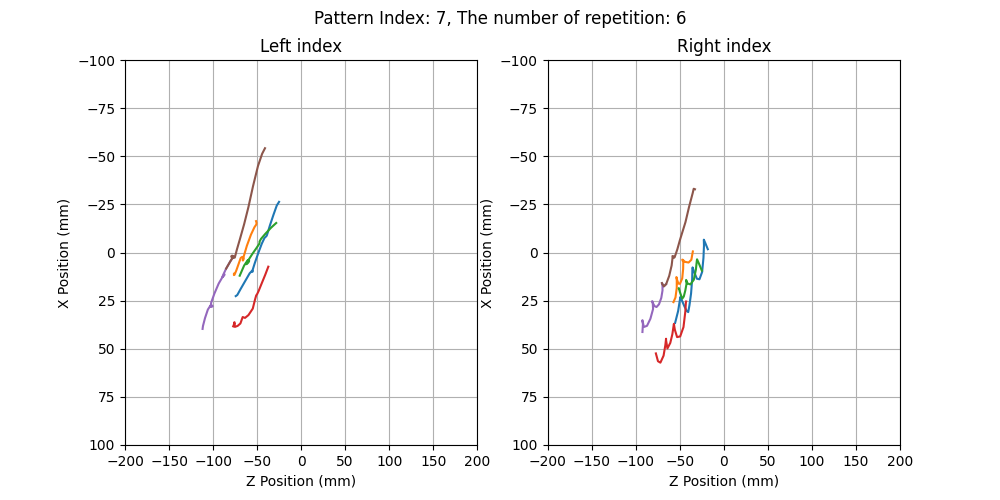 Pattern Index: 7, The number of repetition: 6
Left index
Right index
−100
−75
−50
−25
0
25
50
75
100
X Position (mm)
−200 −150 −100 −50 0 50 100 150 200
Z Position (mm)
−100
−75
−50
−25
0
25
50
75
100
X Position (mm)
−200 −150 −100 −50 0 50 100 150 200
Z Position (mm)